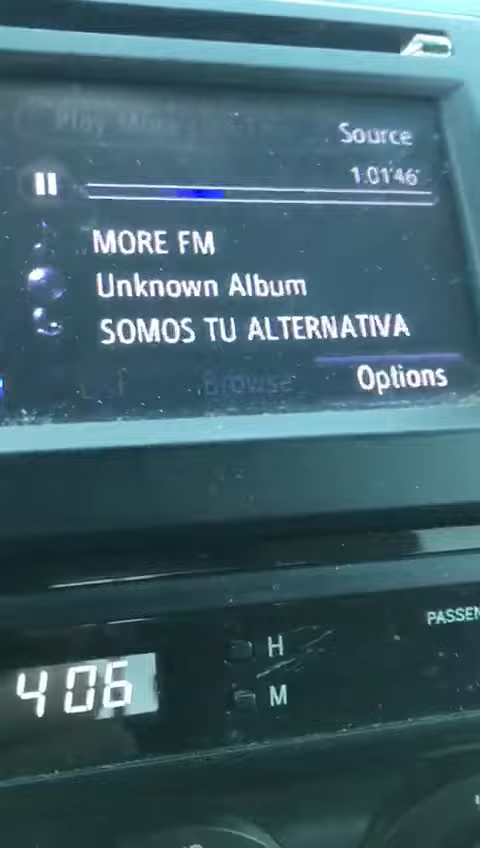 Source
1:01'46"
MORE FM
Unknown Album
SOMOS TU ALTERNATIVA
Browse
Options
PASSEN
H
406
M